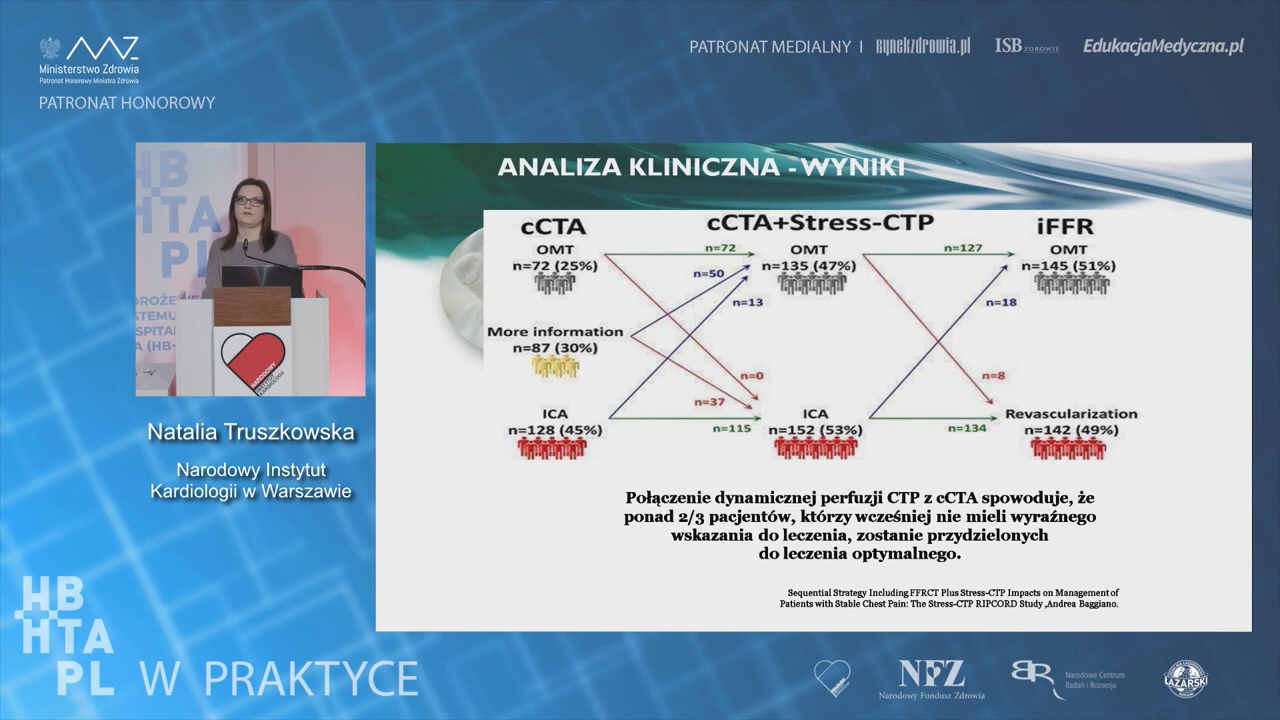 Ministerstwo Zdrowia
Patronat Honorowy Ministra Zdrowia
PATRONAT HONOROWY
PATRONAT MEDIALNY I rynekzdrowia.pl ISB ZDROWIE EdukacjaMedyczna.pl
HB
HTA
NARODOWY
Natalia Truszkowska
Narodowy Instytut
Kardiologii w Warszawie
ANALIZA KLINICZNA - WYNIKI
cCTA cCTA+Stress-CTP iFFR
OMT n=72 OMT n=127 OMT
n=72 (25%) n=50 n=135 (47%) n=145 (51%)
n=13 n=18
More information
n=87 (30%)
n=0 n=8
n=37
ICA ICA Revascularization
n=128 (45%) n=115 n=152 (53%) n=134 n=142 (49%)
Połączenie dynamicznej perfuzji CTP z cCTA spowoduje, że
ponad 2/3 pacjentów, którzy wcześniej nie mieli wyraźnego
wskazania do leczenia, zostanie przydzielonych
do leczenia optymalnego.
Sequential Strategy Including FFRCT Plus Stress-CTP Impacts on Management of
Patients with Stable Chest Pain: The Stress-CTP RIPCORD Study ,Andrea Baggiano.
HB
HTA
PL W PRAKTYCE
NFZ
Narodowy Fundusz Zdrowia
Narodowe Centrum
Badań i Rozwoju
ŁAZARSKI